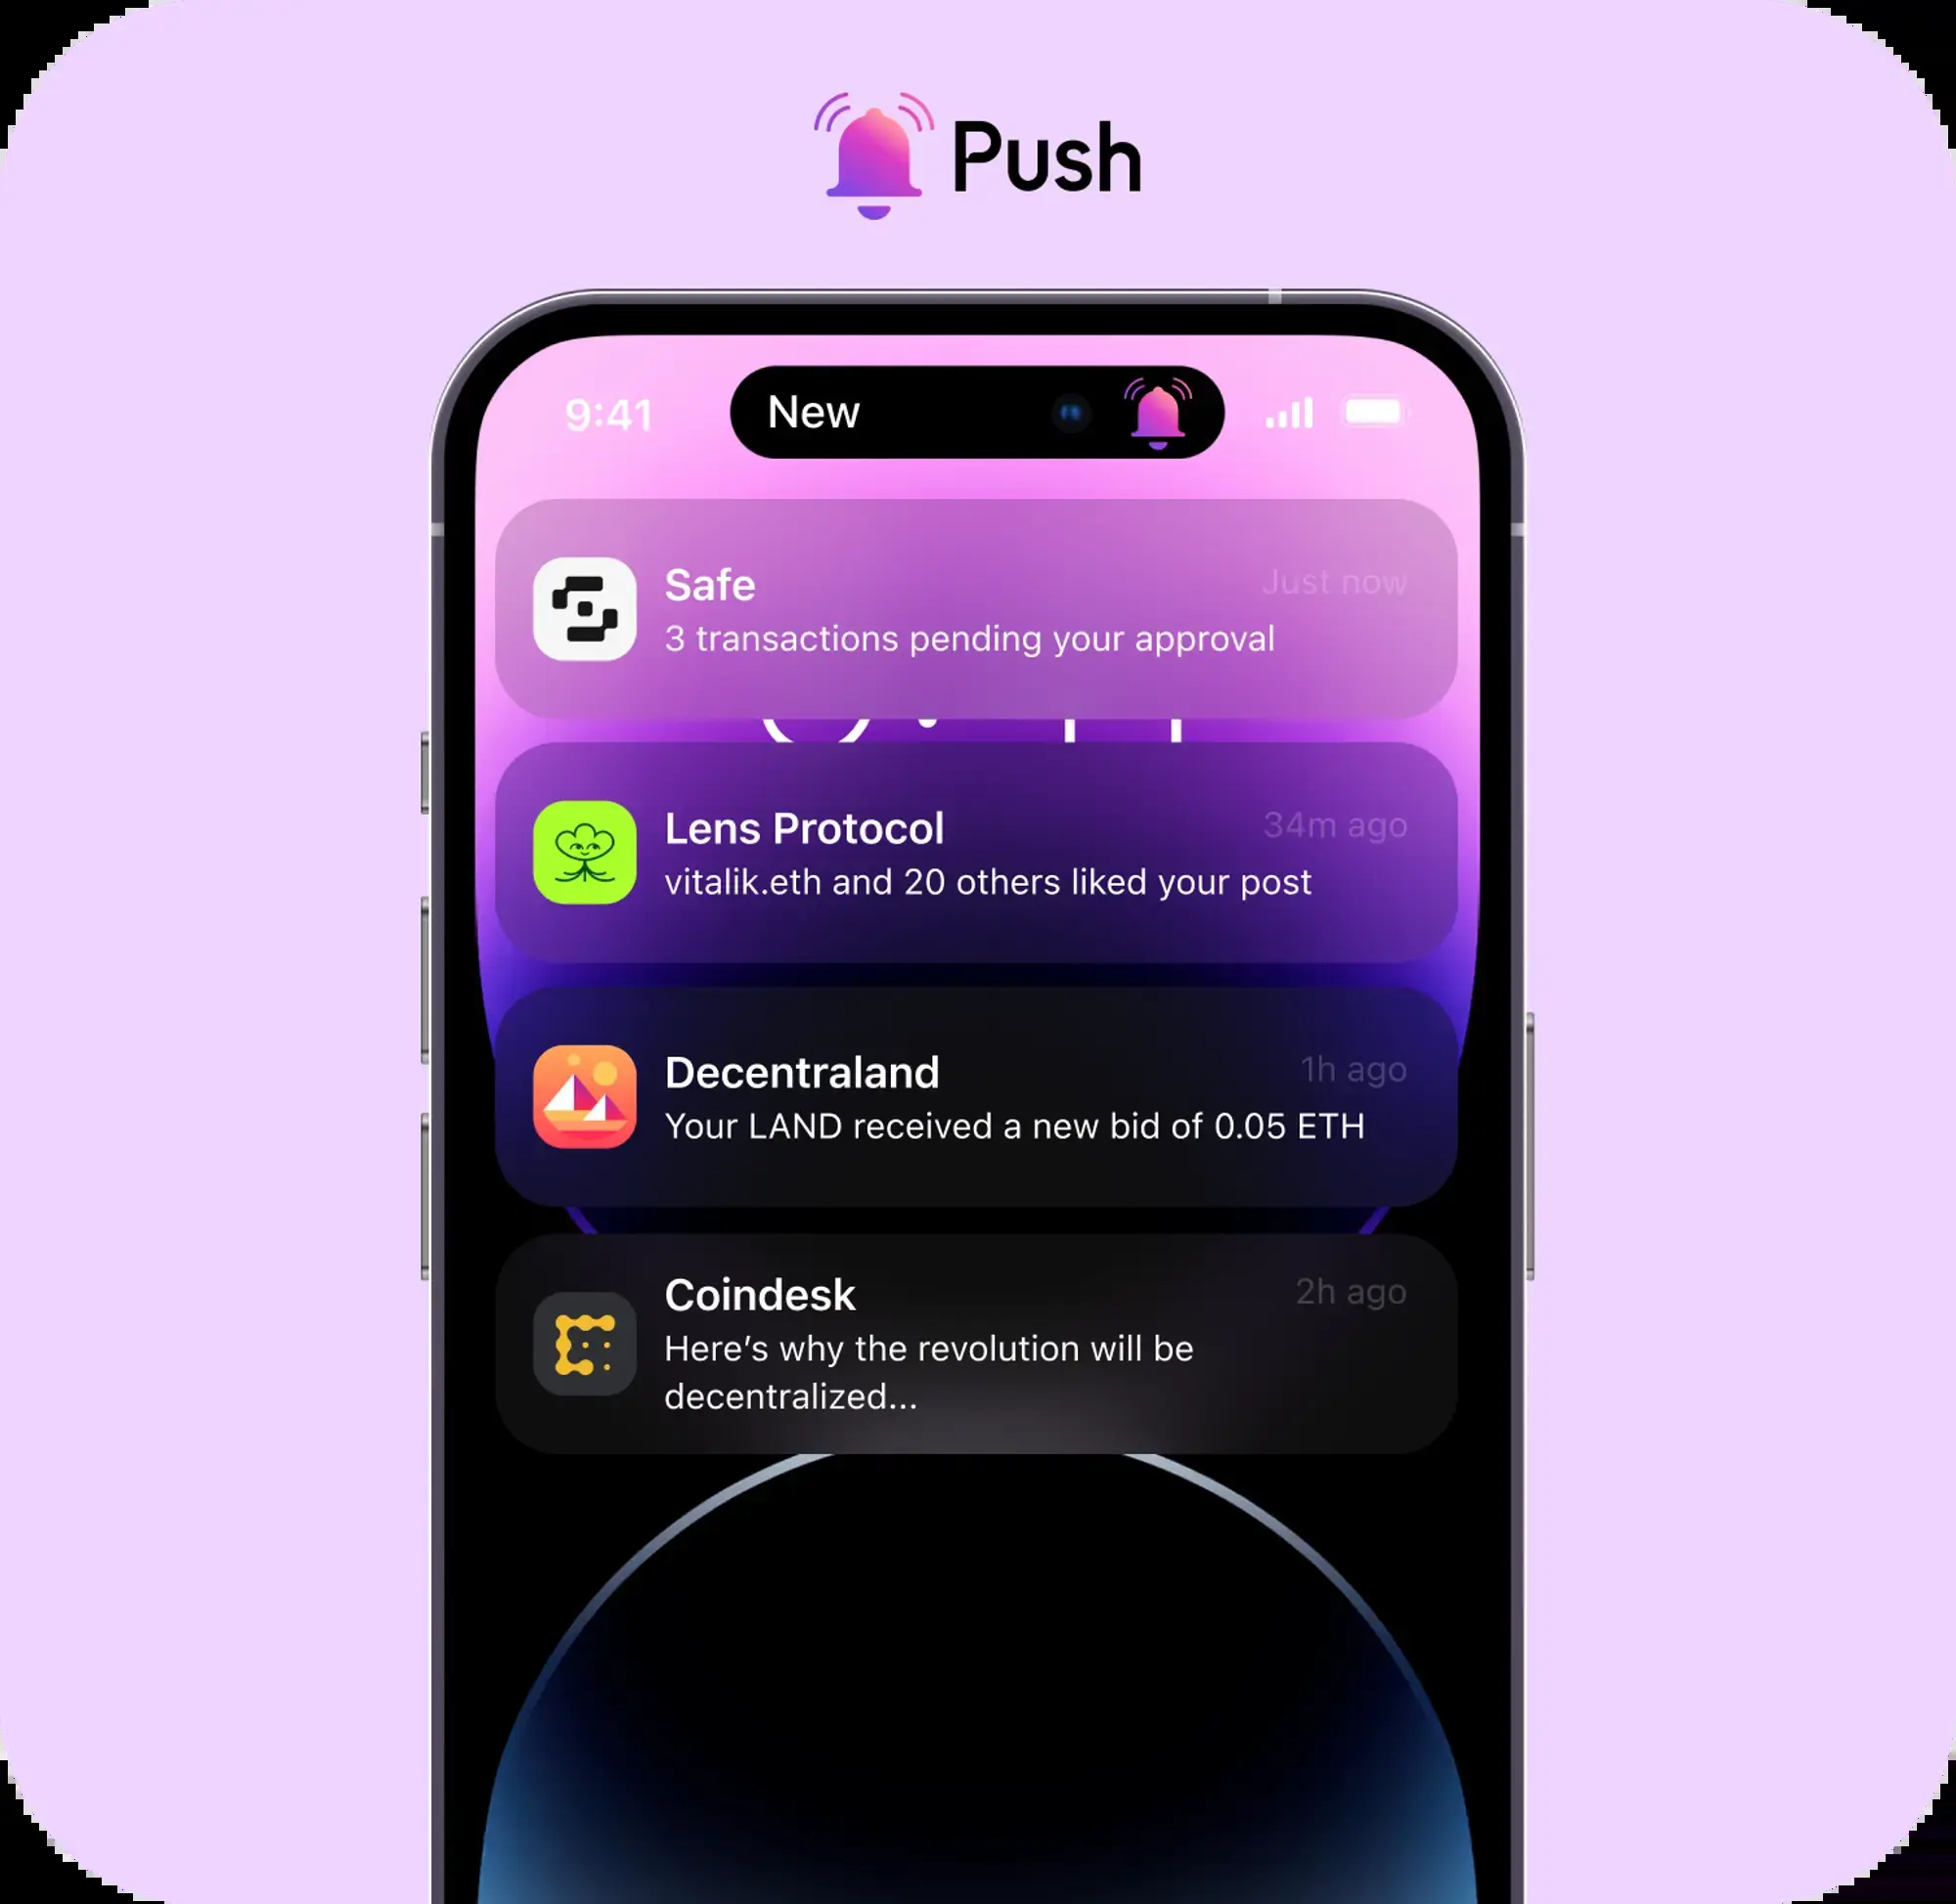 Push
9:41
New
Safe
Just now
3 transactions pending your approval
Lens Protocol
34m ago
vitalik.eth and 20 others liked your post
Decentraland
1h ago
Your LAND received a new bid of 0.05 ETH
Coindesk
2h ago
Here’s why the revolution will be
decentralized...